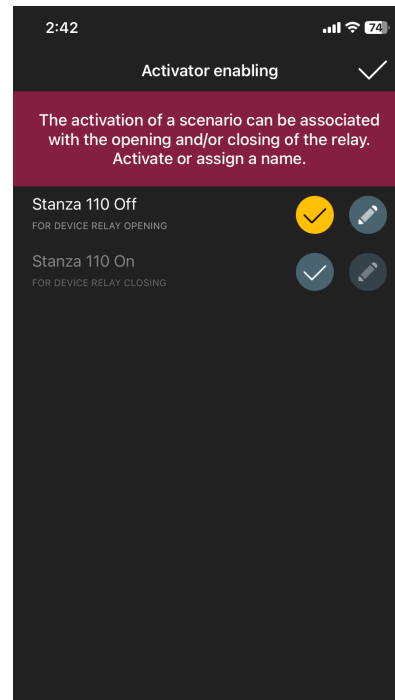 2:42
74
Activator enabling
The activation of a scenario can be associated
with the opening and/or closing of the relay.
Activate or assign a name.
Stanza 110 Off
FOR DEVICE RELAY OPENING
Stanza 110 On
FOR DEVICE RELAY CLOSING